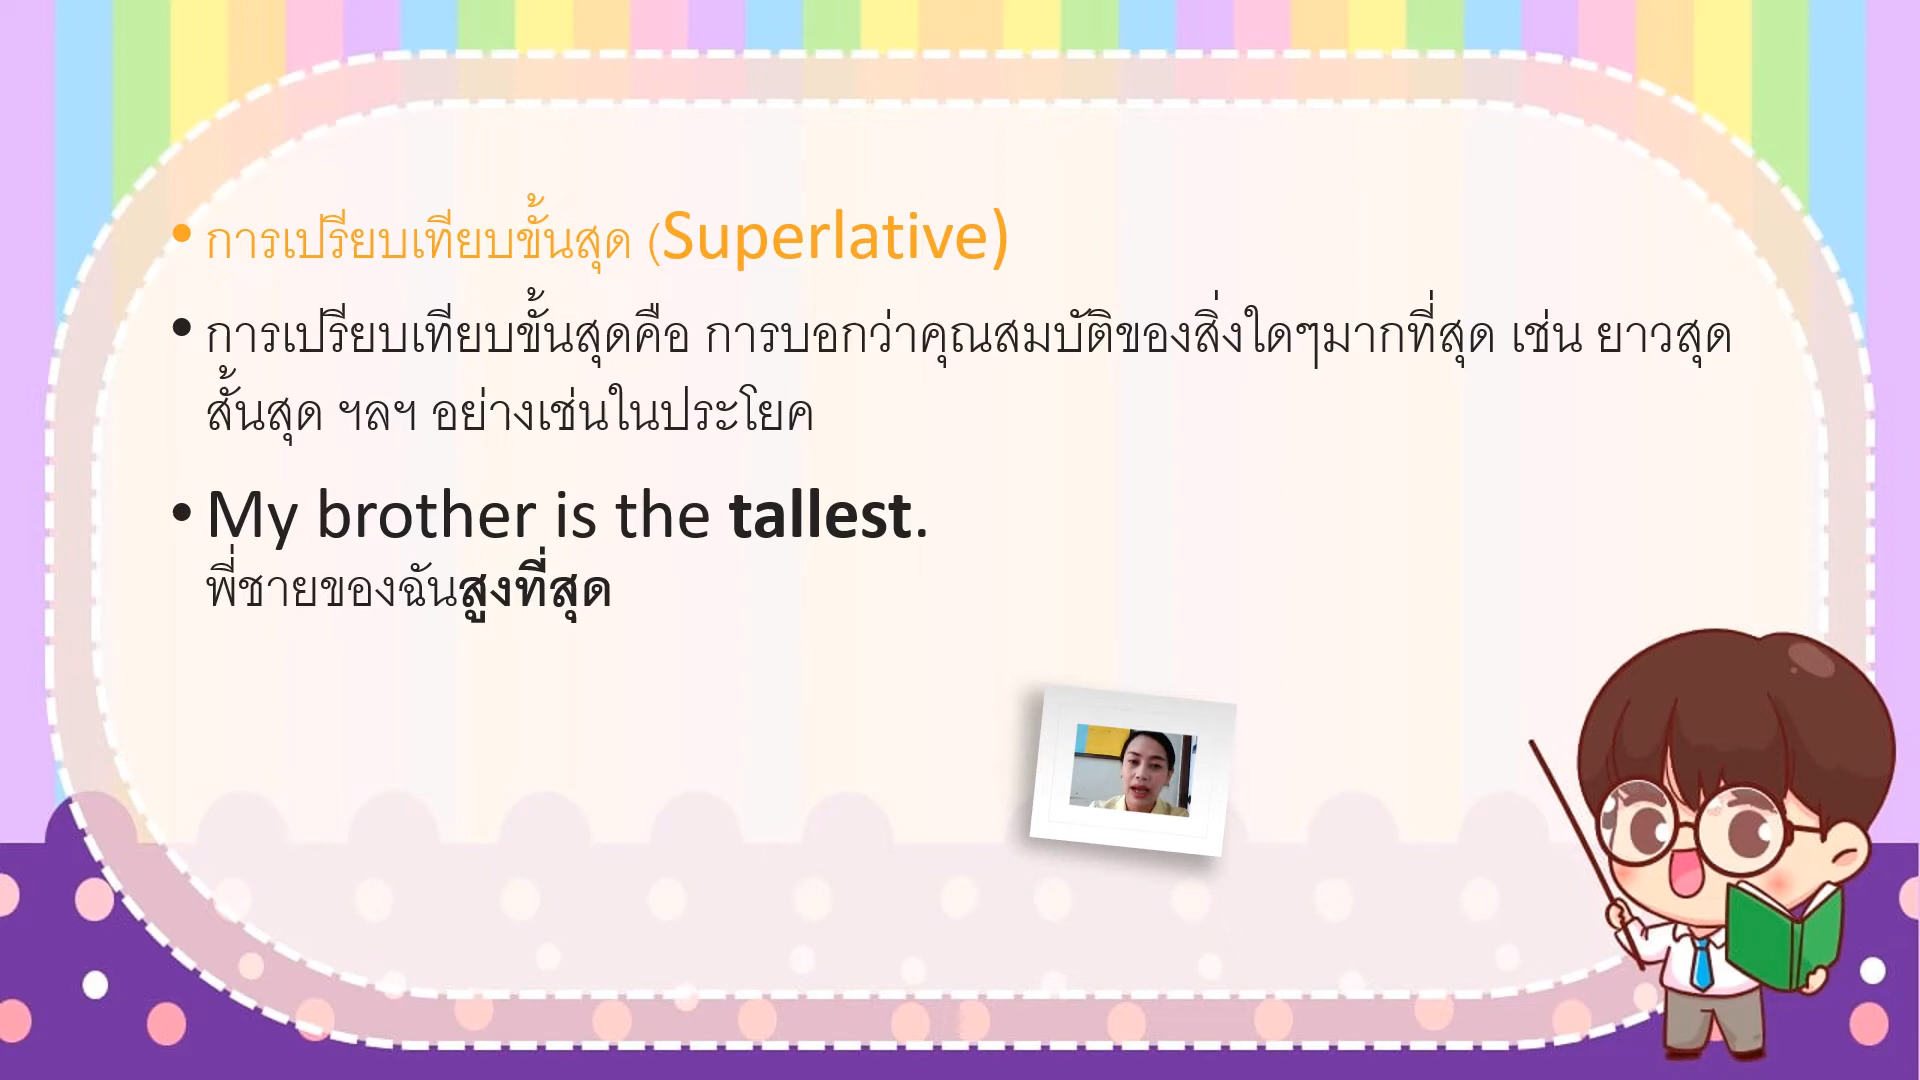 • การเปรียบเทียบขั้นสุด (Superlative)
• การเปรียบเทียบขั้นสุดคือ การบอกว่าคุณสมบัติของสิ่งใดๆมากที่สุด เช่น ยาวสุด
สั้นสุด ฯลฯ อย่างเช่นในประโยค
• My brother is the tallest.
พี่ชายของฉันสูงที่สุด